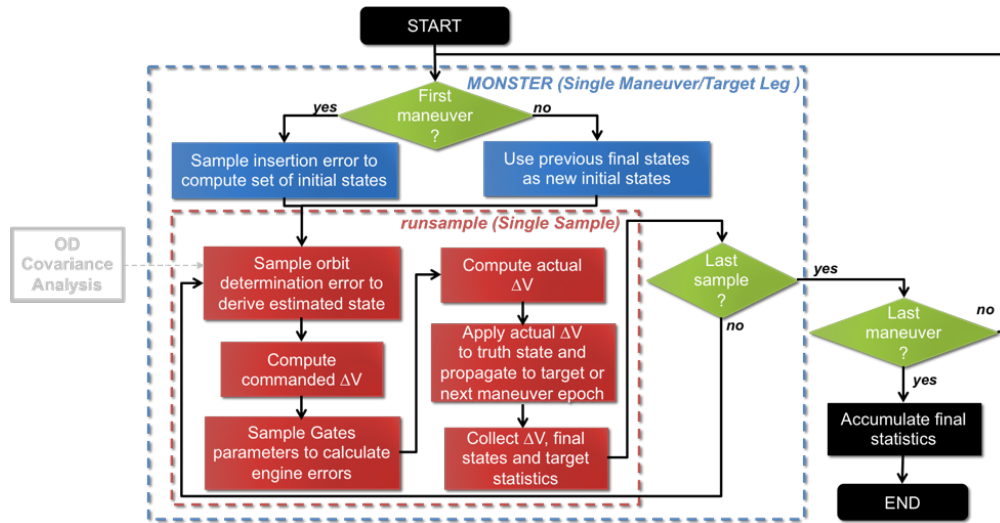 START
MONSTER (Single Maneuver/Target Leg )
First
maneuver
?
yes
no
Sample insertion error to
compute set of initial states
Use previous final states
as new initial states
runsample (Single Sample)
OD
Covariance
Analysis
Sample orbit
determination error to
derive estimated state
Compute
commanded ΔV
Sample Gates
parameters to calculate
engine errors
Compute actual
ΔV
Apply actual ΔV
to truth state and
propagate to target or
next maneuver epoch
Collect ΔV, final
states and target
statistics
Last
sample
?
yes
no
Last
maneuver
?
no
yes
Accumulate final
statistics
END